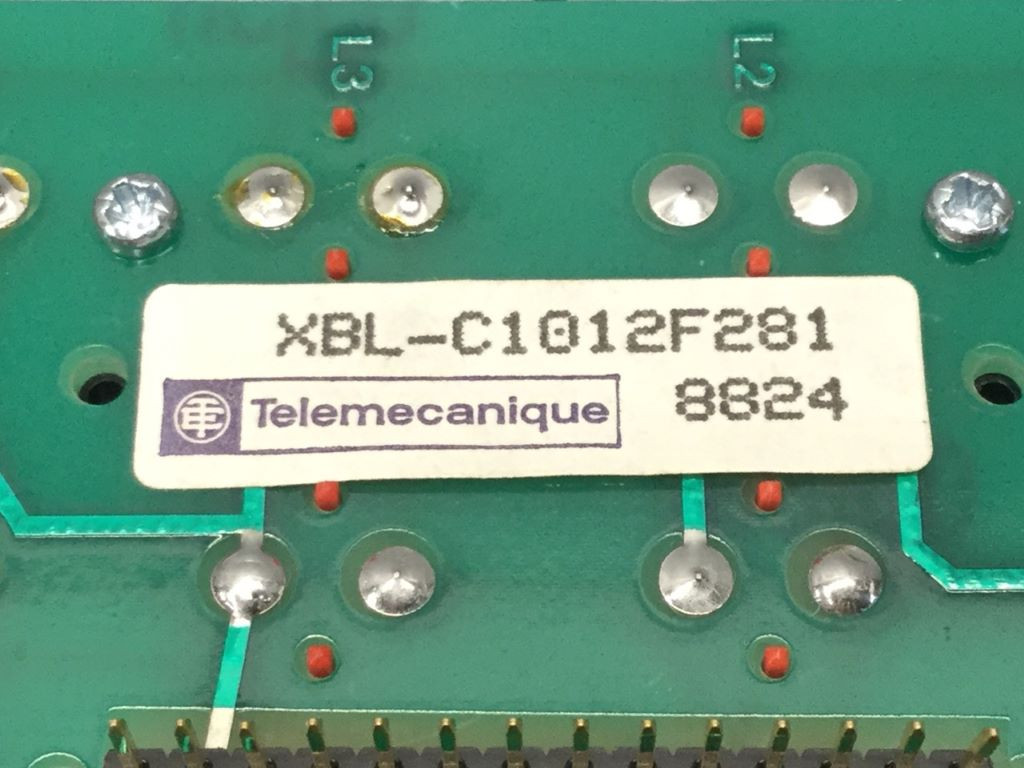 L3 L2
XBL-C1012F281
Telemecanique 8824